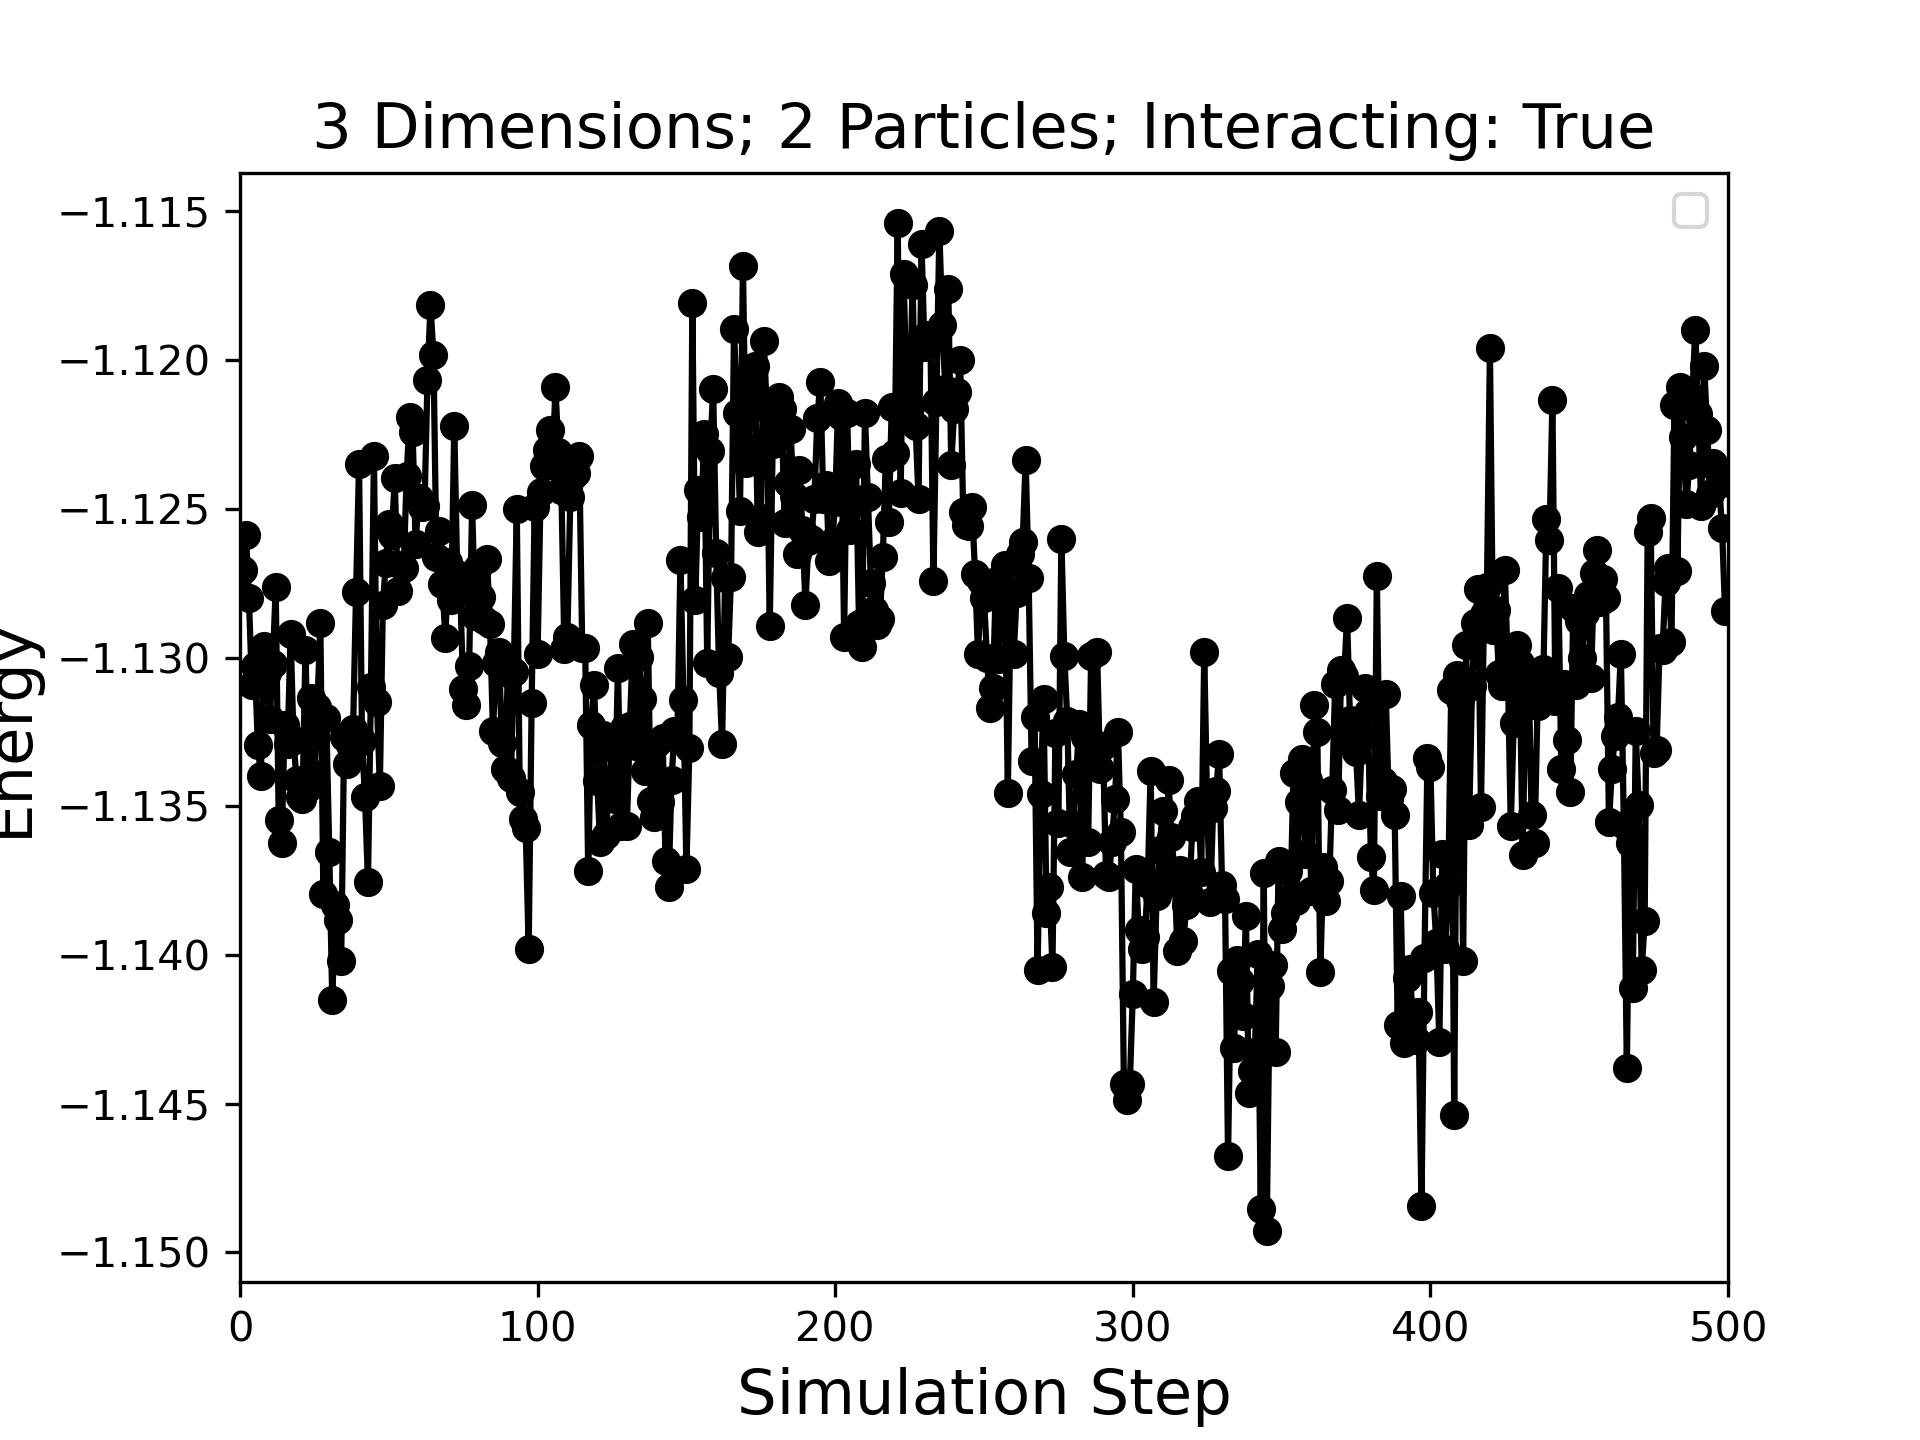 3 Dimensions; 2 Particles; Interacting: True
−1.115
−1.120
−1.125
−1.130
−1.135
−1.140
−1.145
−1.150
Energy
0 100 200 300 400 500
Simulation Step